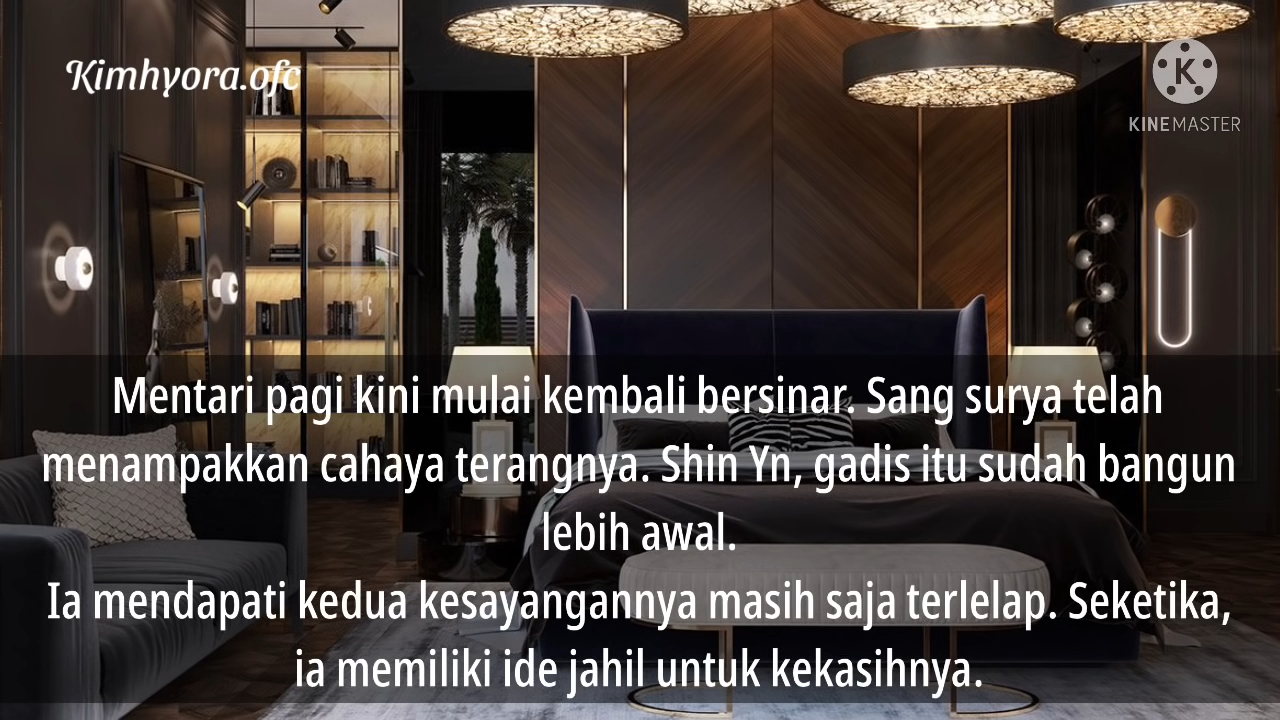 Kimhyora.ofc
K
KINEMASTER
Mentari pagi kini mulai kembali bersinar. Sang surya telah
menampakkan cahaya terangnya. Shin Yn, gadis itu sudah bangun
lebih awal.
Ia mendapati kedua kesayangannya masih saja terlelap. Seketika,
ia memiliki ide jahil untuk kekasihnya.